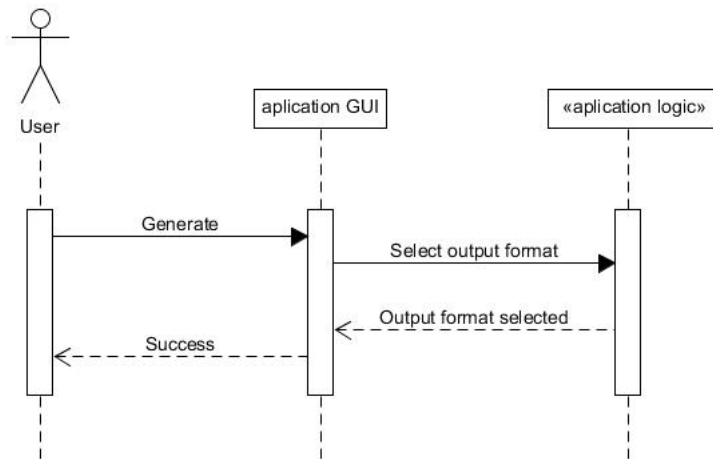 User
aplication GUI
«aplication logic»
Generate
Select output format
Output format selected
Success